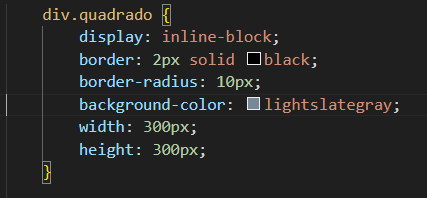 div.quadrado {
display: inline-block;
border: 2px solid black;
border-radius: 10px;
background-color: lightslategray;
width: 300px;
height: 300px;
}